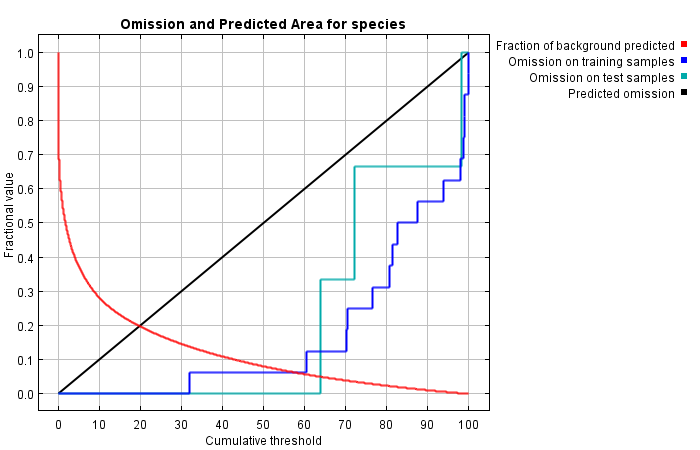 Omission and Predicted Area for species
Fraction of background predicted
Omission on training samples
Omission on test samples
Predicted omission
Fractional value
1.0
0.9
0.8
0.7
0.6
0.5
0.4
0.3
0.2
0.1
0.0
0 10 20 30 40 50 60 70 80 90 100
Cumulative threshold